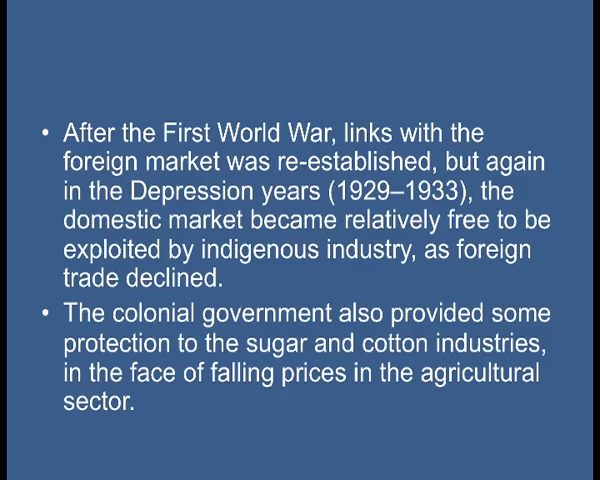 • After the First World War, links with the
foreign market was re-established, but again
in the Depression years (1929–1933), the
domestic market became relatively free to be
exploited by indigenous industry, as foreign
trade declined.
• The colonial government also provided some
protection to the sugar and cotton industries,
in the face of falling prices in the agricultural
sector.